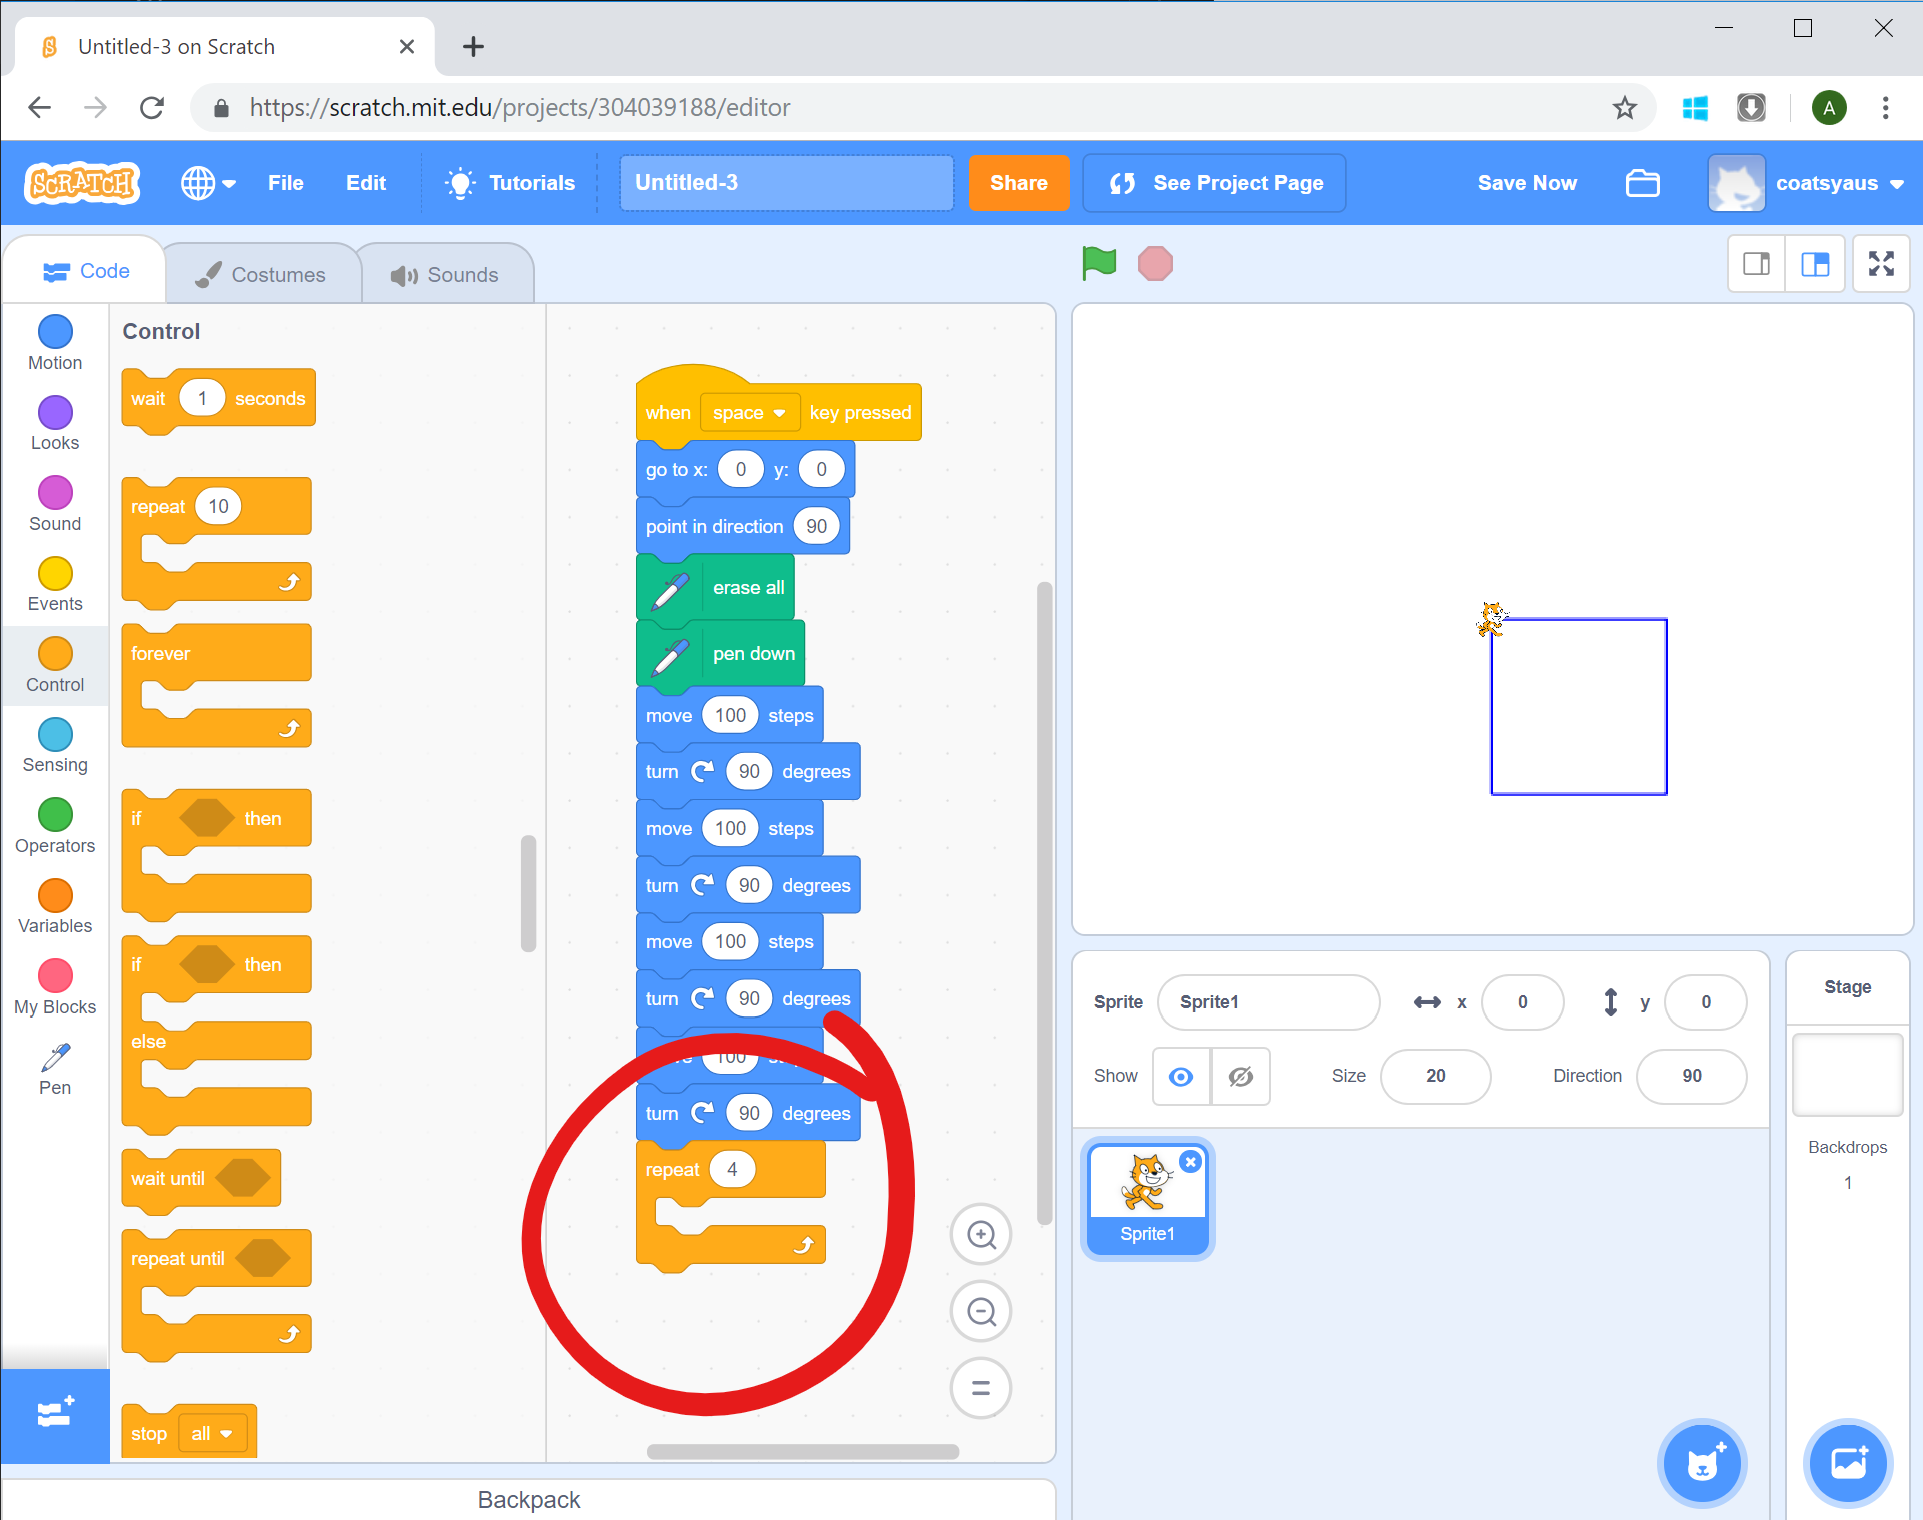 Untitled-3 on Scratch
https://scratch.mit.edu/projects/304039188/editor
A
SCRATCH
File
Edit
Tutorials
Untitled-3
Share
See Project Page
Save Now
coatsyaus
Code
Costumes
Sounds
Motion
Looks
Sound
Events
Control
Sensing
Operators
Variables
My Blocks
Pen
Control
wait 1 seconds
repeat 10
forever
if then
if then
else
wait until
repeat until
stop all
when space key pressed
go to x: 0 y: 0
point in direction 90
erase all
pen down
move 100 steps
turn 90 degrees
move 100 steps
turn 90 degrees
move 100 steps
turn 90 degrees
100
turn 90 degrees
repeat 4
Backpack
Sprite Sprite1 x 0 y 0
Show Size 20 Direction 90
Sprite1
Stage
Backdrops
1